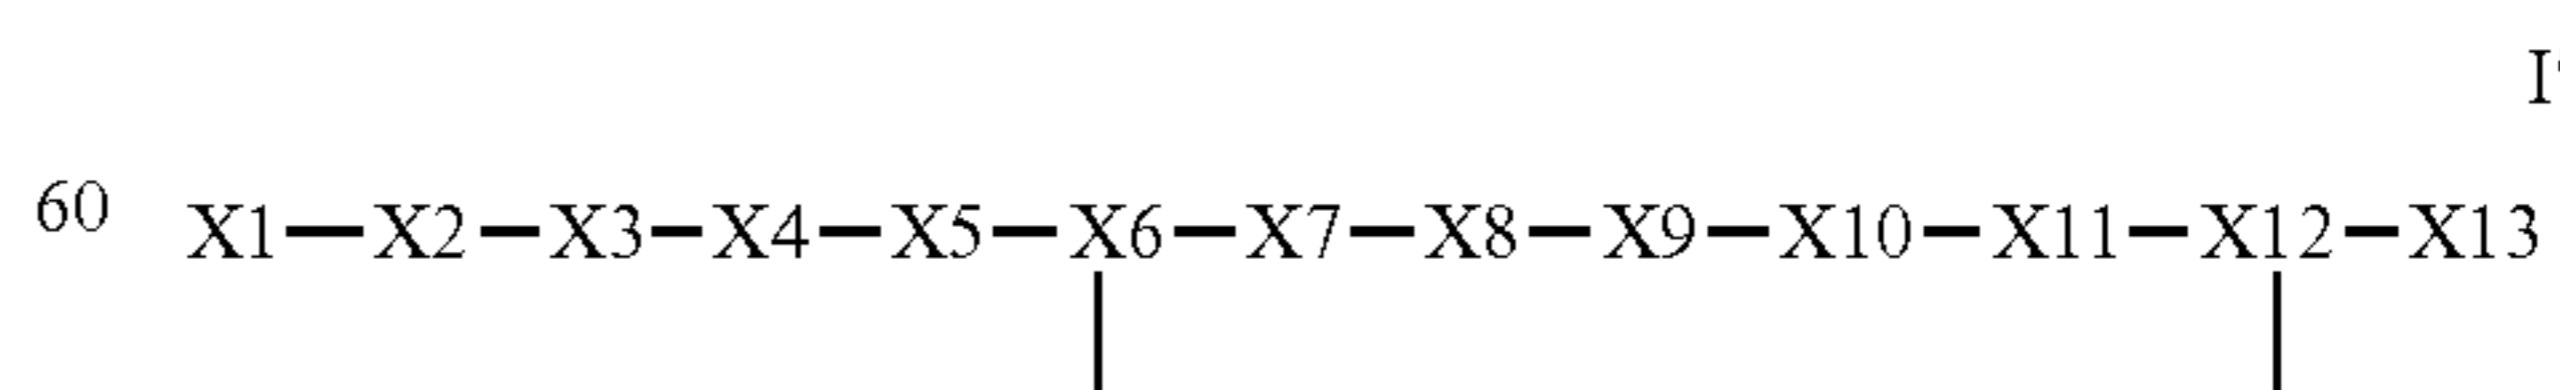 60 X1—X2—X3—X4—X5—X6—X7—X8—X9—X10—X11—X12—X13